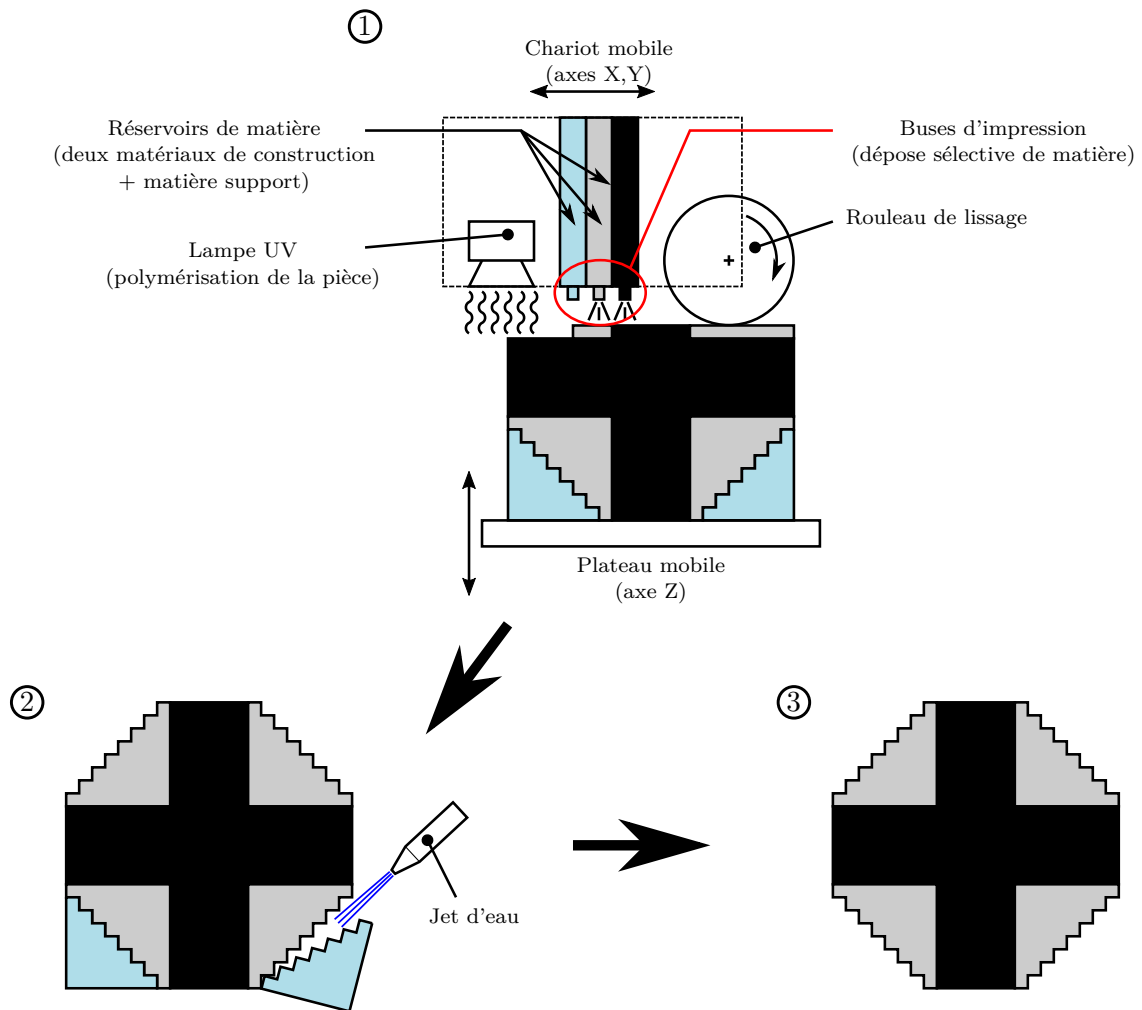 ①
Chariot mobile
(axes X,Y)
Réservoirs de matière
(deux matériaux de construction
+ matière support)
Buses d'impression
(dépose sélective de matière)
Rouleau de lissage
Lampe UV
(polymérisation de la pièce)
Plateau mobile
(axe Z)
②
③
Jet d'eau